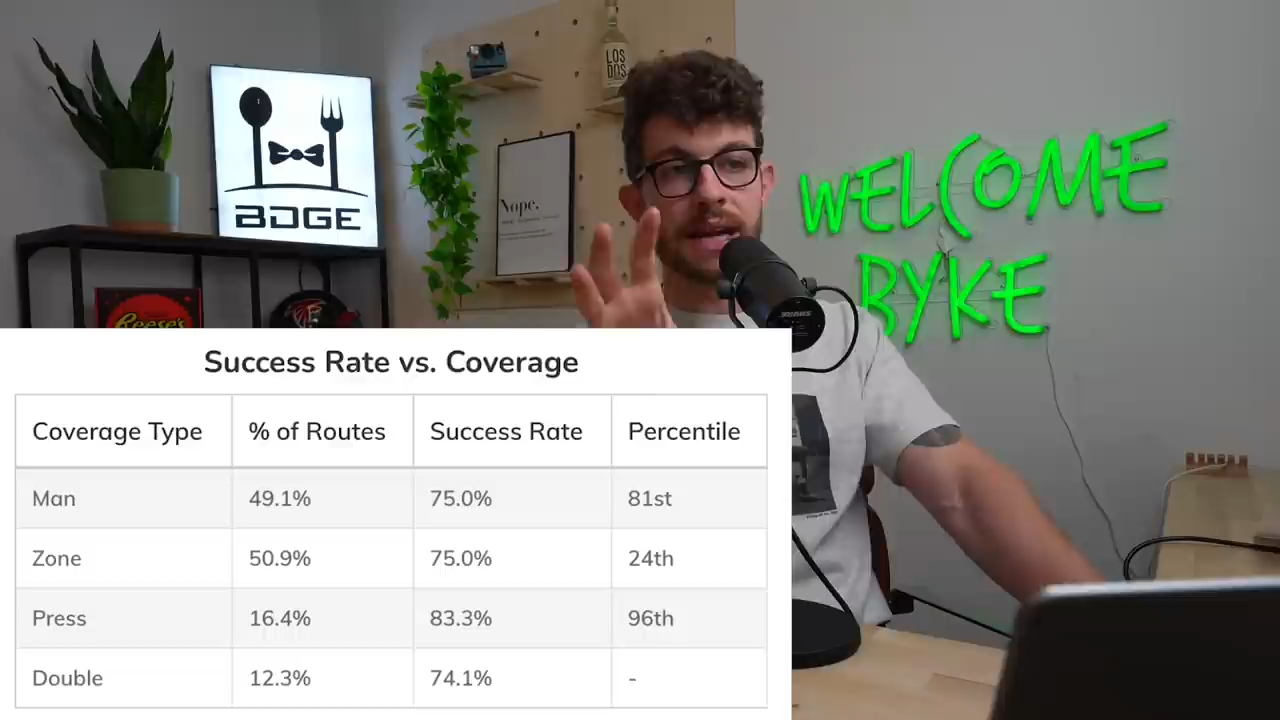 LOS
DOS
Nope.
BDGE
WELCOME
BYKE
Reese's
Success Rate vs. Coverage
Coverage Type % of Routes Success Rate Percentile
Man 49.1% 75.0% 81st
Zone 50.9% 75.0% 24th
Press 16.4% 83.3% 96th
Double 12.3% 74.1% -